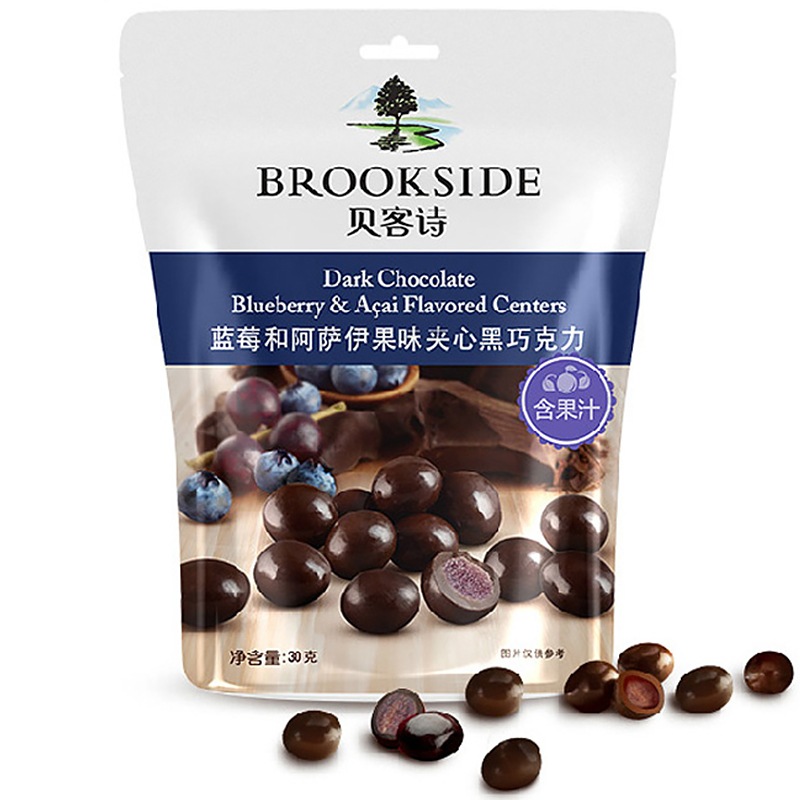 BROOKSIDE
贝客诗
Dark Chocolate
Blueberry & Açai Flavored Centers
蓝莓和阿萨伊果味夹心黑巧克力
含果汁
净含量:30克
图片仅供参考